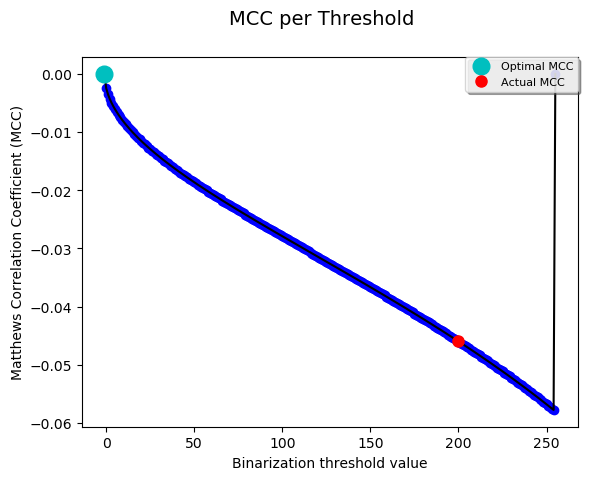 MCC per Threshold
Optimal MCC
Actual MCC
0.00
−0.01
−0.02
−0.03
−0.04
−0.05
−0.06
Matthews Correlation Coefficient (MCC)
0 50 100 150 200 250
Binarization threshold value